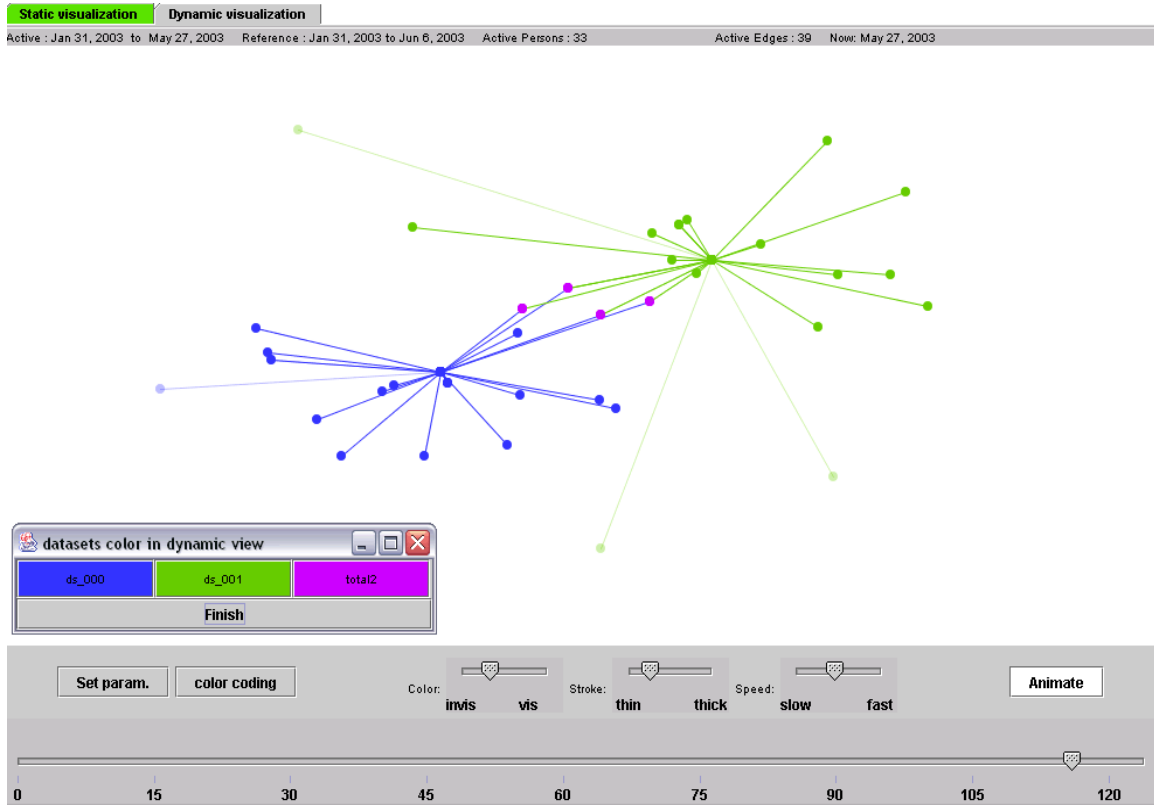 Static visualization Dynamic visualization
Active : Jan 31, 2003 to May 27, 2003 Reference : Jan 31, 2003 to Jun 6, 2003 Active Persons : 33 Active Edges : 39 Now: May 27, 2003
datasets color in dynamic view
ds_000 ds_001 total2
Finish
Set param. color coding Color: invis vis Stroke: thin thick Speed: slow fast Animate
0 15 30 45 60 75 90 105 120